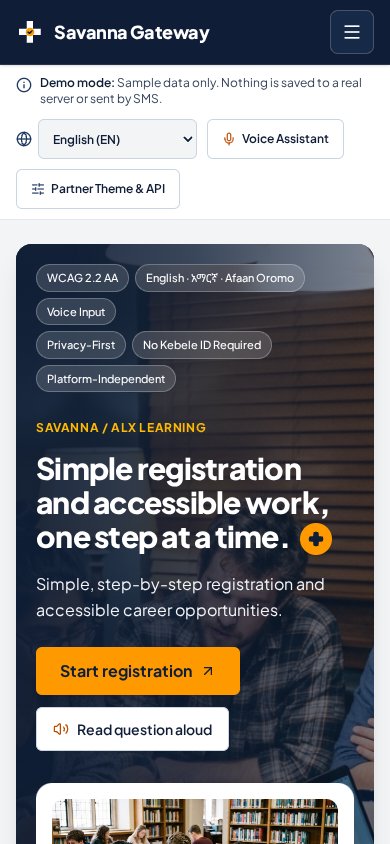 Savanna Gateway
Demo mode: Sample data only. Nothing is saved to a real
server or sent by SMS.
English (EN)
Voice Assistant
Partner Theme & API
WCAG 2.2 AA
English · አማርኛ · Afaan Oromo
Voice Input
Privacy-First
No Kebele ID Required
Platform-Independent
SAVANNA / ALX LEARNING
Simple registration
and accessible work,
one step at a time.
Simple, step-by-step registration and
accessible career opportunities.
Start registration
Read question aloud